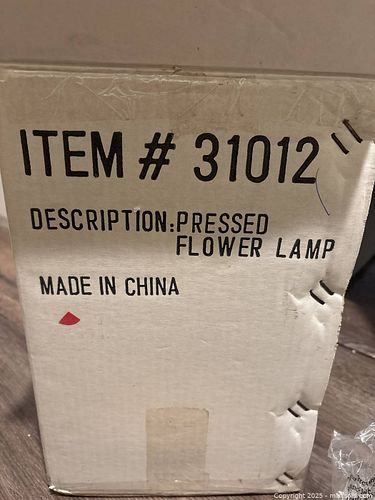 ITEM # 31012
DESCRIPTION:PRESSED
FLOWER LAMP
MADE IN CHINA